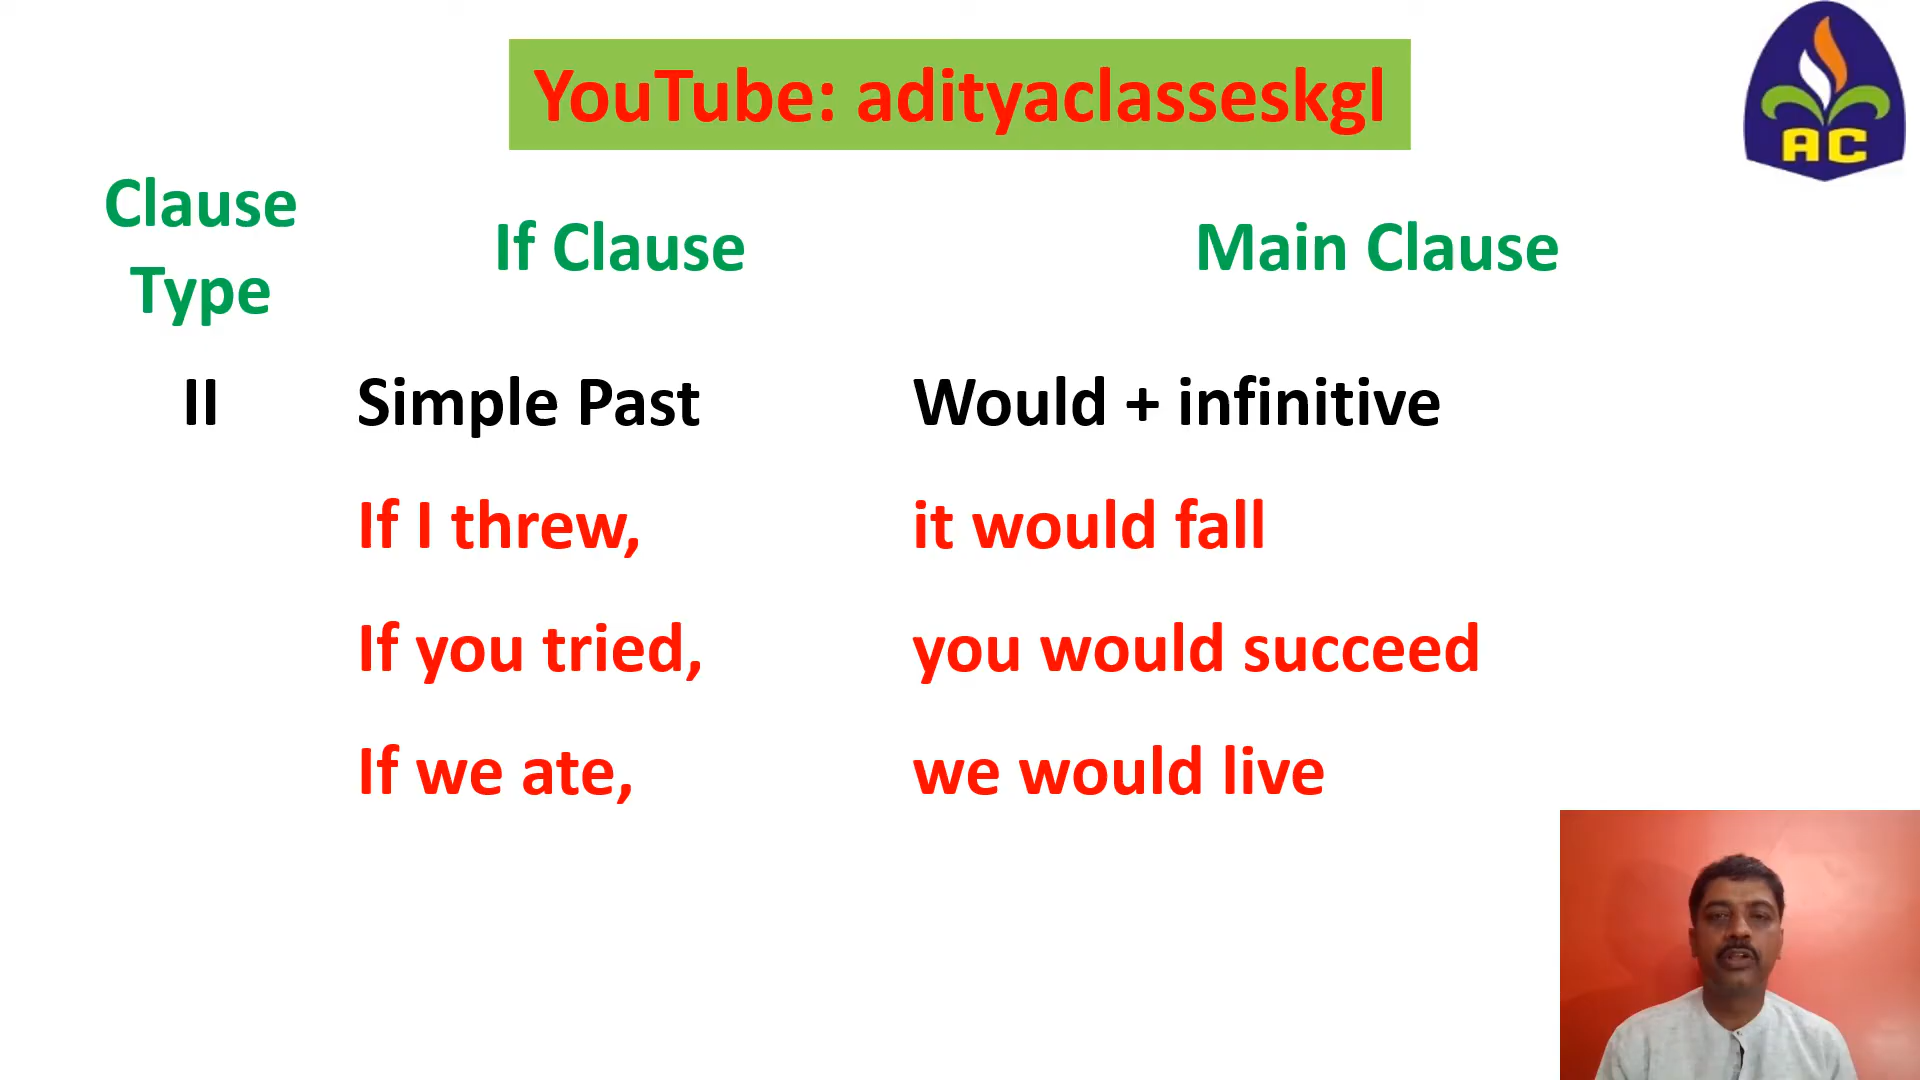 YouTube: adityaclasseskgl
AC
Clause
Type
If Clause
Main Clause
II
Simple Past
Would + infinitive
If I threw,
it would fall
If you tried,
you would succeed
If we ate,
we would live